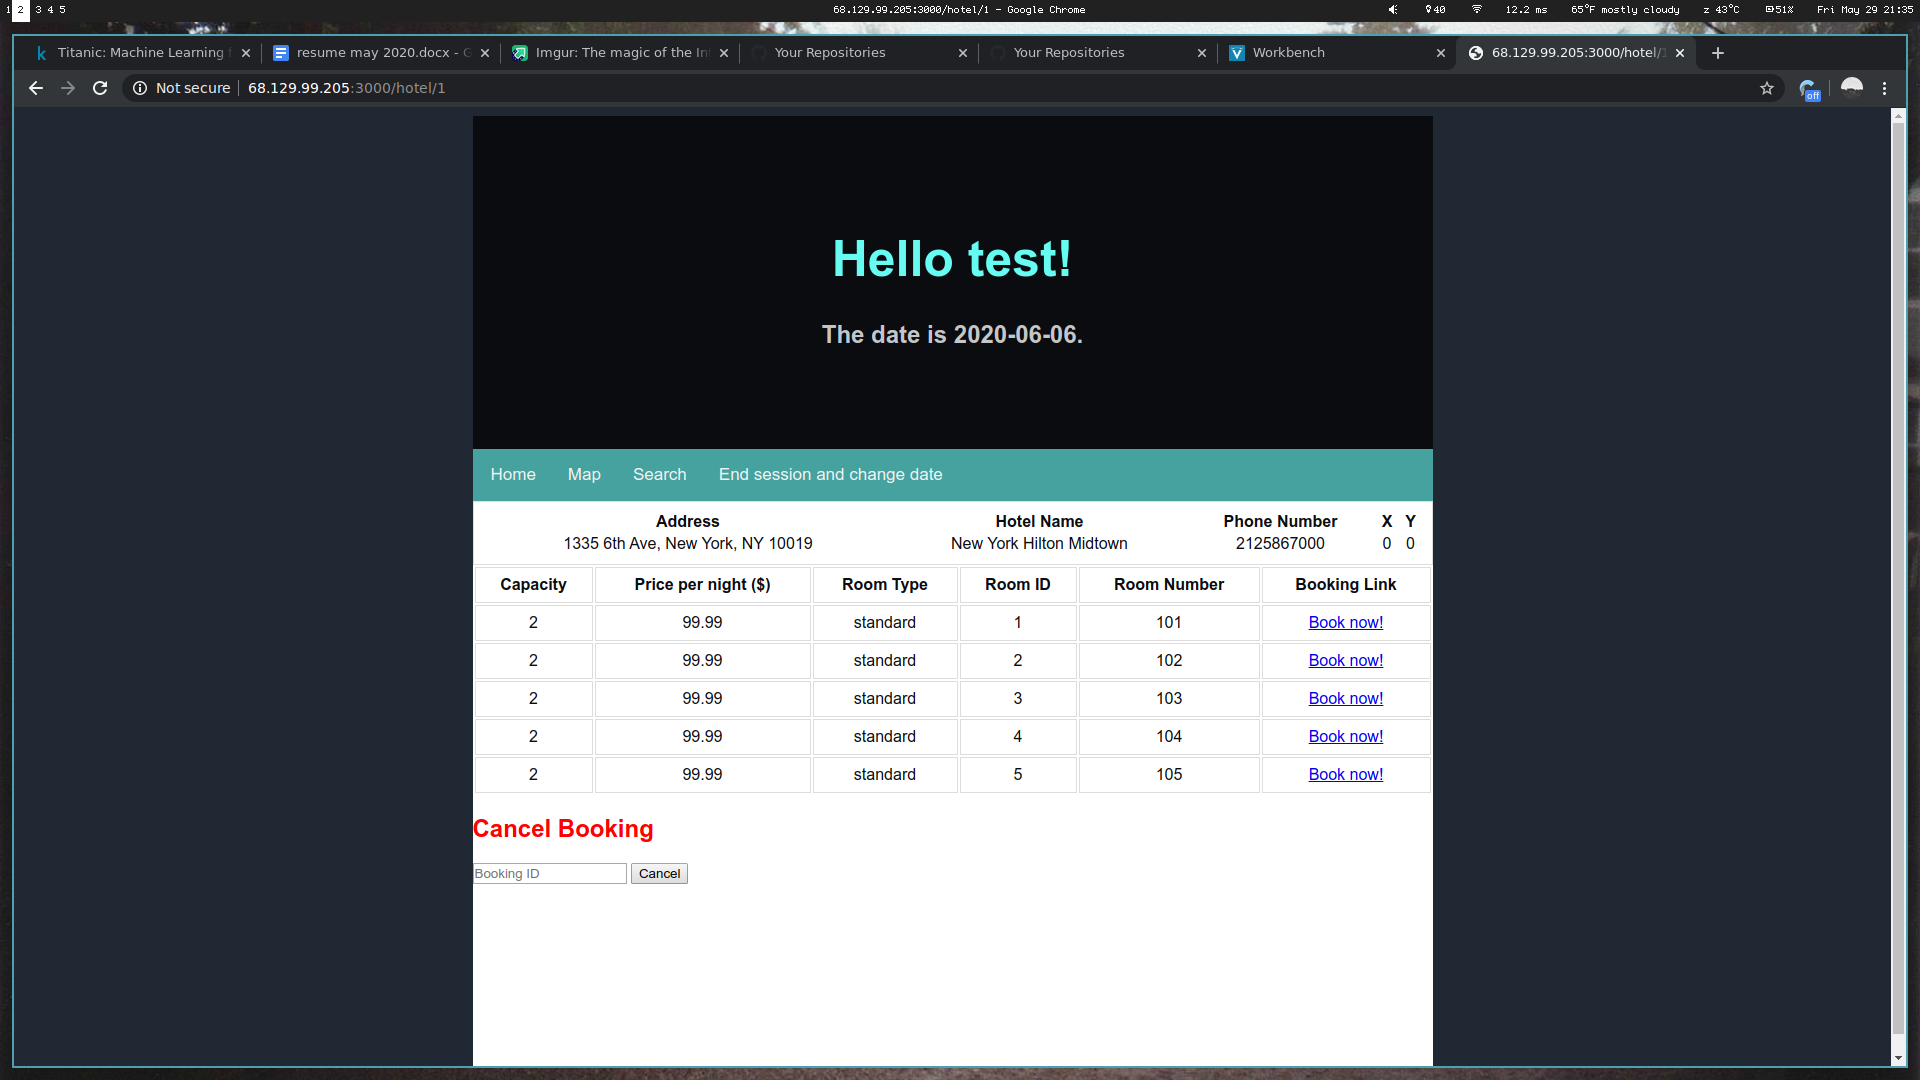 1 2 3 4 5
68.129.99.205:3000/hotel/1 - Google Chrome
40 12.2 ms 65°F mostly cloudy z 43°C 51% Fri May 29 21:35
Titanic: Machine Learning
resume may 2020.docx - G
Imgur: The magic of the In
Your Repositories
Your Repositories
Workbench
68.129.99.205:3000/hotel/1
Not secure
68.129.99.205:3000/hotel/1
off
Hello test!
The date is 2020-06-06.
Home Map Search End session and change date
Address Hotel Name Phone Number X Y
1335 6th Ave, New York, NY 10019 New York Hilton Midtown 2125867000 0 0
Capacity Price per night ($) Room Type Room ID Room Number Booking Link
2 99.99 standard 1 101 Book now!
2 99.99 standard 2 102 Book now!
2 99.99 standard 3 103 Book now!
2 99.99 standard 4 104 Book now!
2 99.99 standard 5 105 Book now!
Cancel Booking
Booking ID Cancel